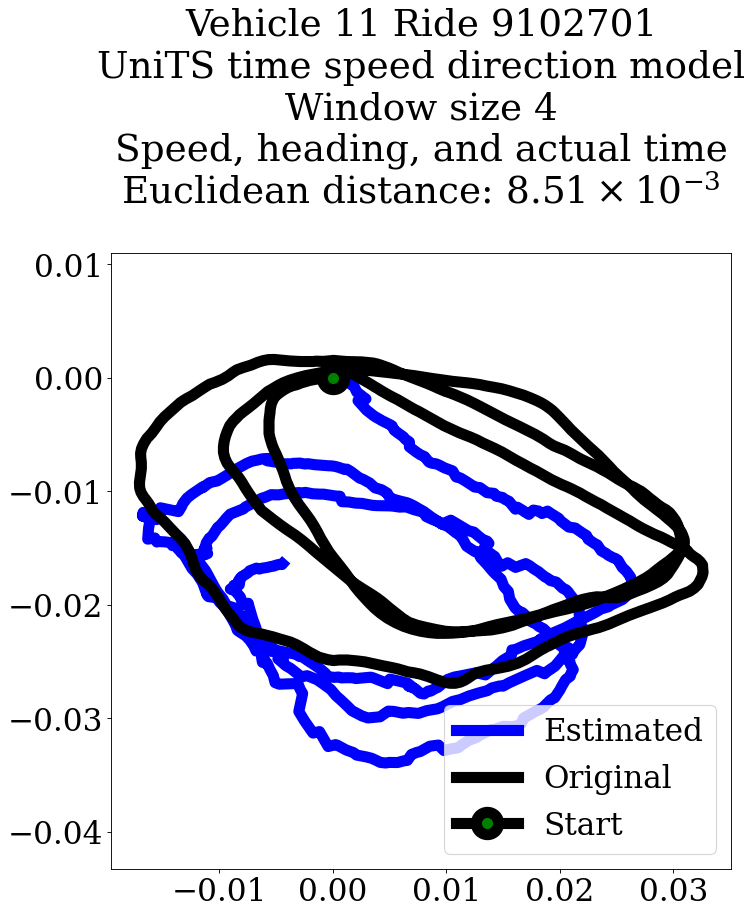 Vehicle 11 Ride 9102701
UniTS time speed direction model
Window size 4
Speed, heading, and actual time
Euclidean distance: 8.51 × 10⁻³
0.01
0.00
−0.01
−0.02
−0.03
−0.04
Estimated
Original
Start
−0.01 0.00 0.01 0.02 0.03